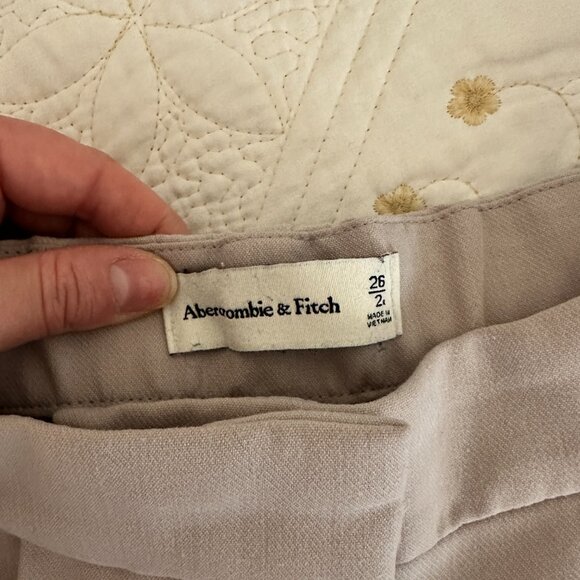 Abercrombie & Fitch
26
2
MADE IN
VIETNAM